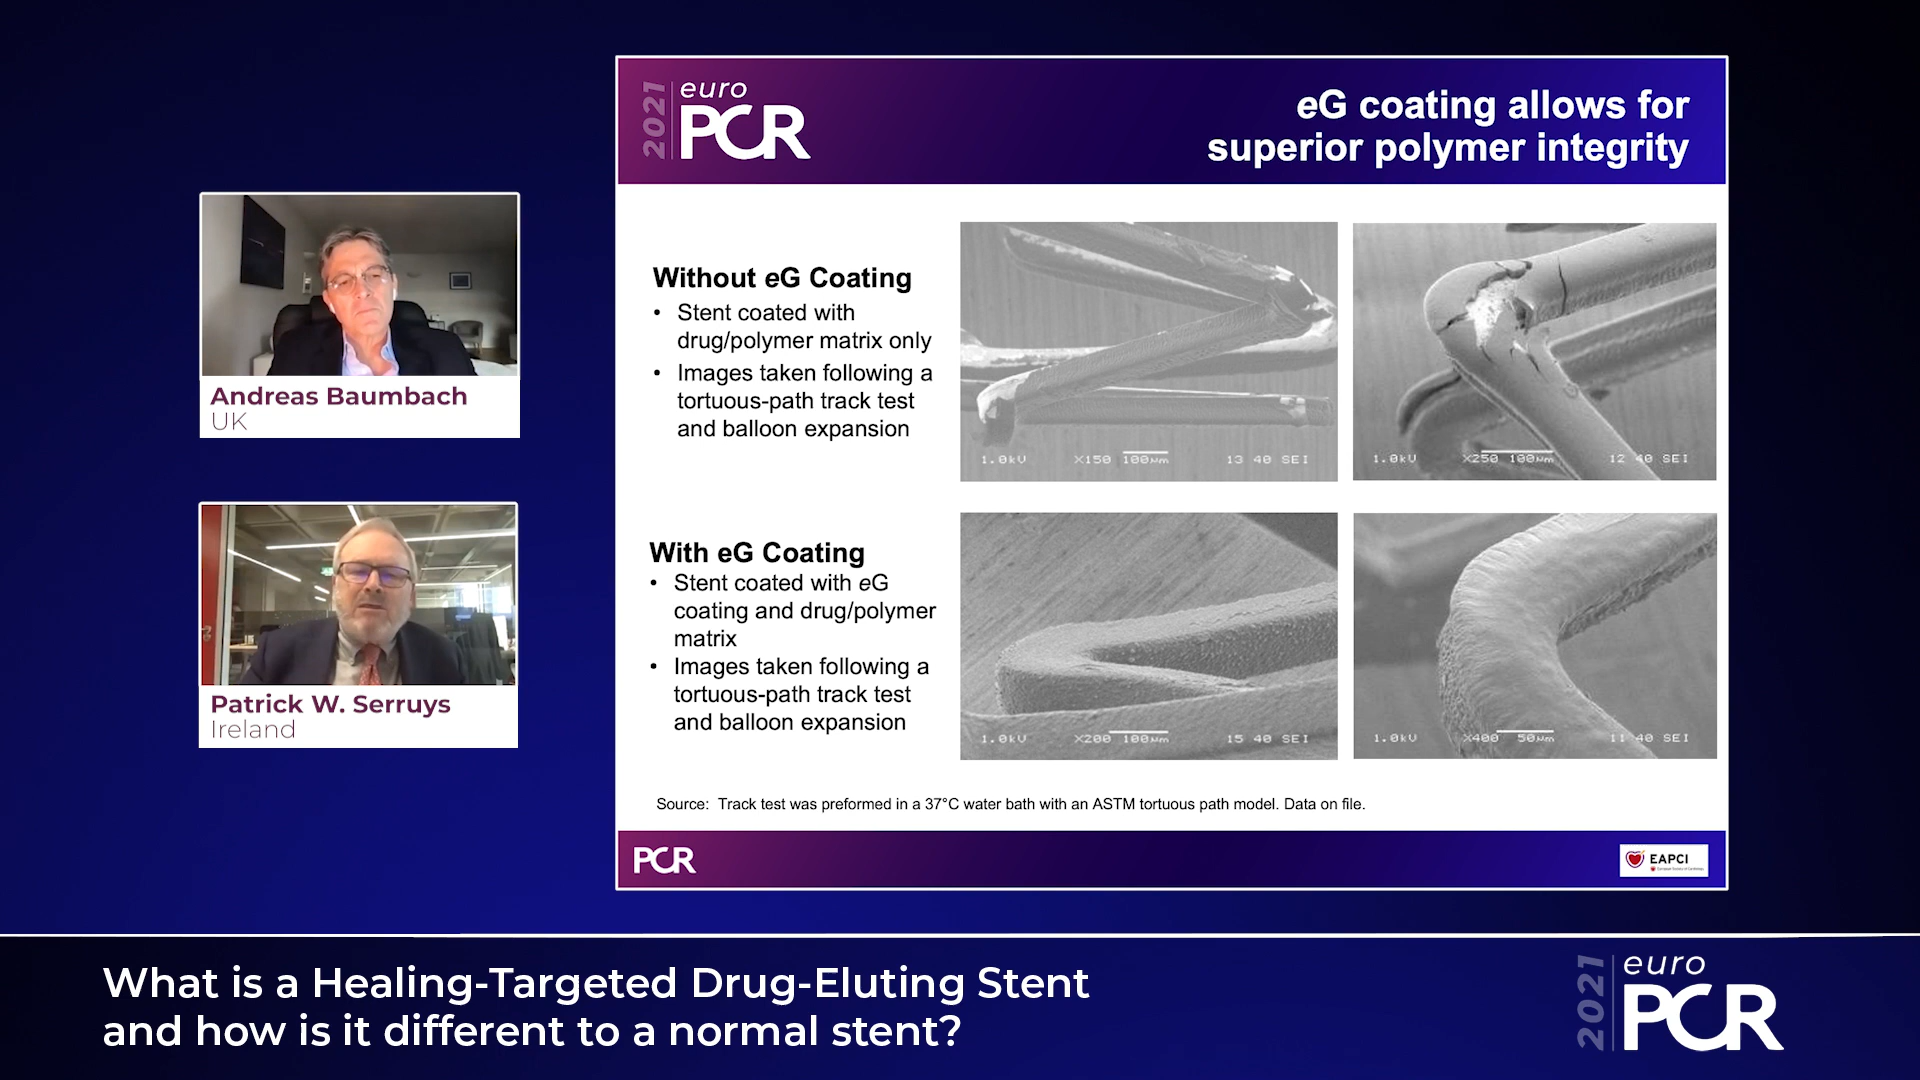 2021 euro
PCR
eG coating allows for
superior polymer integrity
Andreas Baumbach
UK
Patrick W. Serruys
Ireland
Without eG Coating
• Stent coated with
drug/polymer matrix only
• Images taken following a
tortuous-path track test
and balloon expansion
1.0kV X150 100µm 13 40 SEI
1.0kV X250 100µm 12 40 SEI
With eG Coating
• Stent coated with eG
coating and drug/polymer
matrix
• Images taken following a
tortuous-path track test
and balloon expansion
1.0kV X200 100µm 15 40 SEI
1.0kV X400 50µm 11 40 SEI
Source: Track test was preformed in a 37°C water bath with an ASTM tortuous path model. Data on file.
PCR
EAPCI
What is a Healing-Targeted Drug-Eluting Stent
and how is it different to a normal stent?
2021 euro
PCR